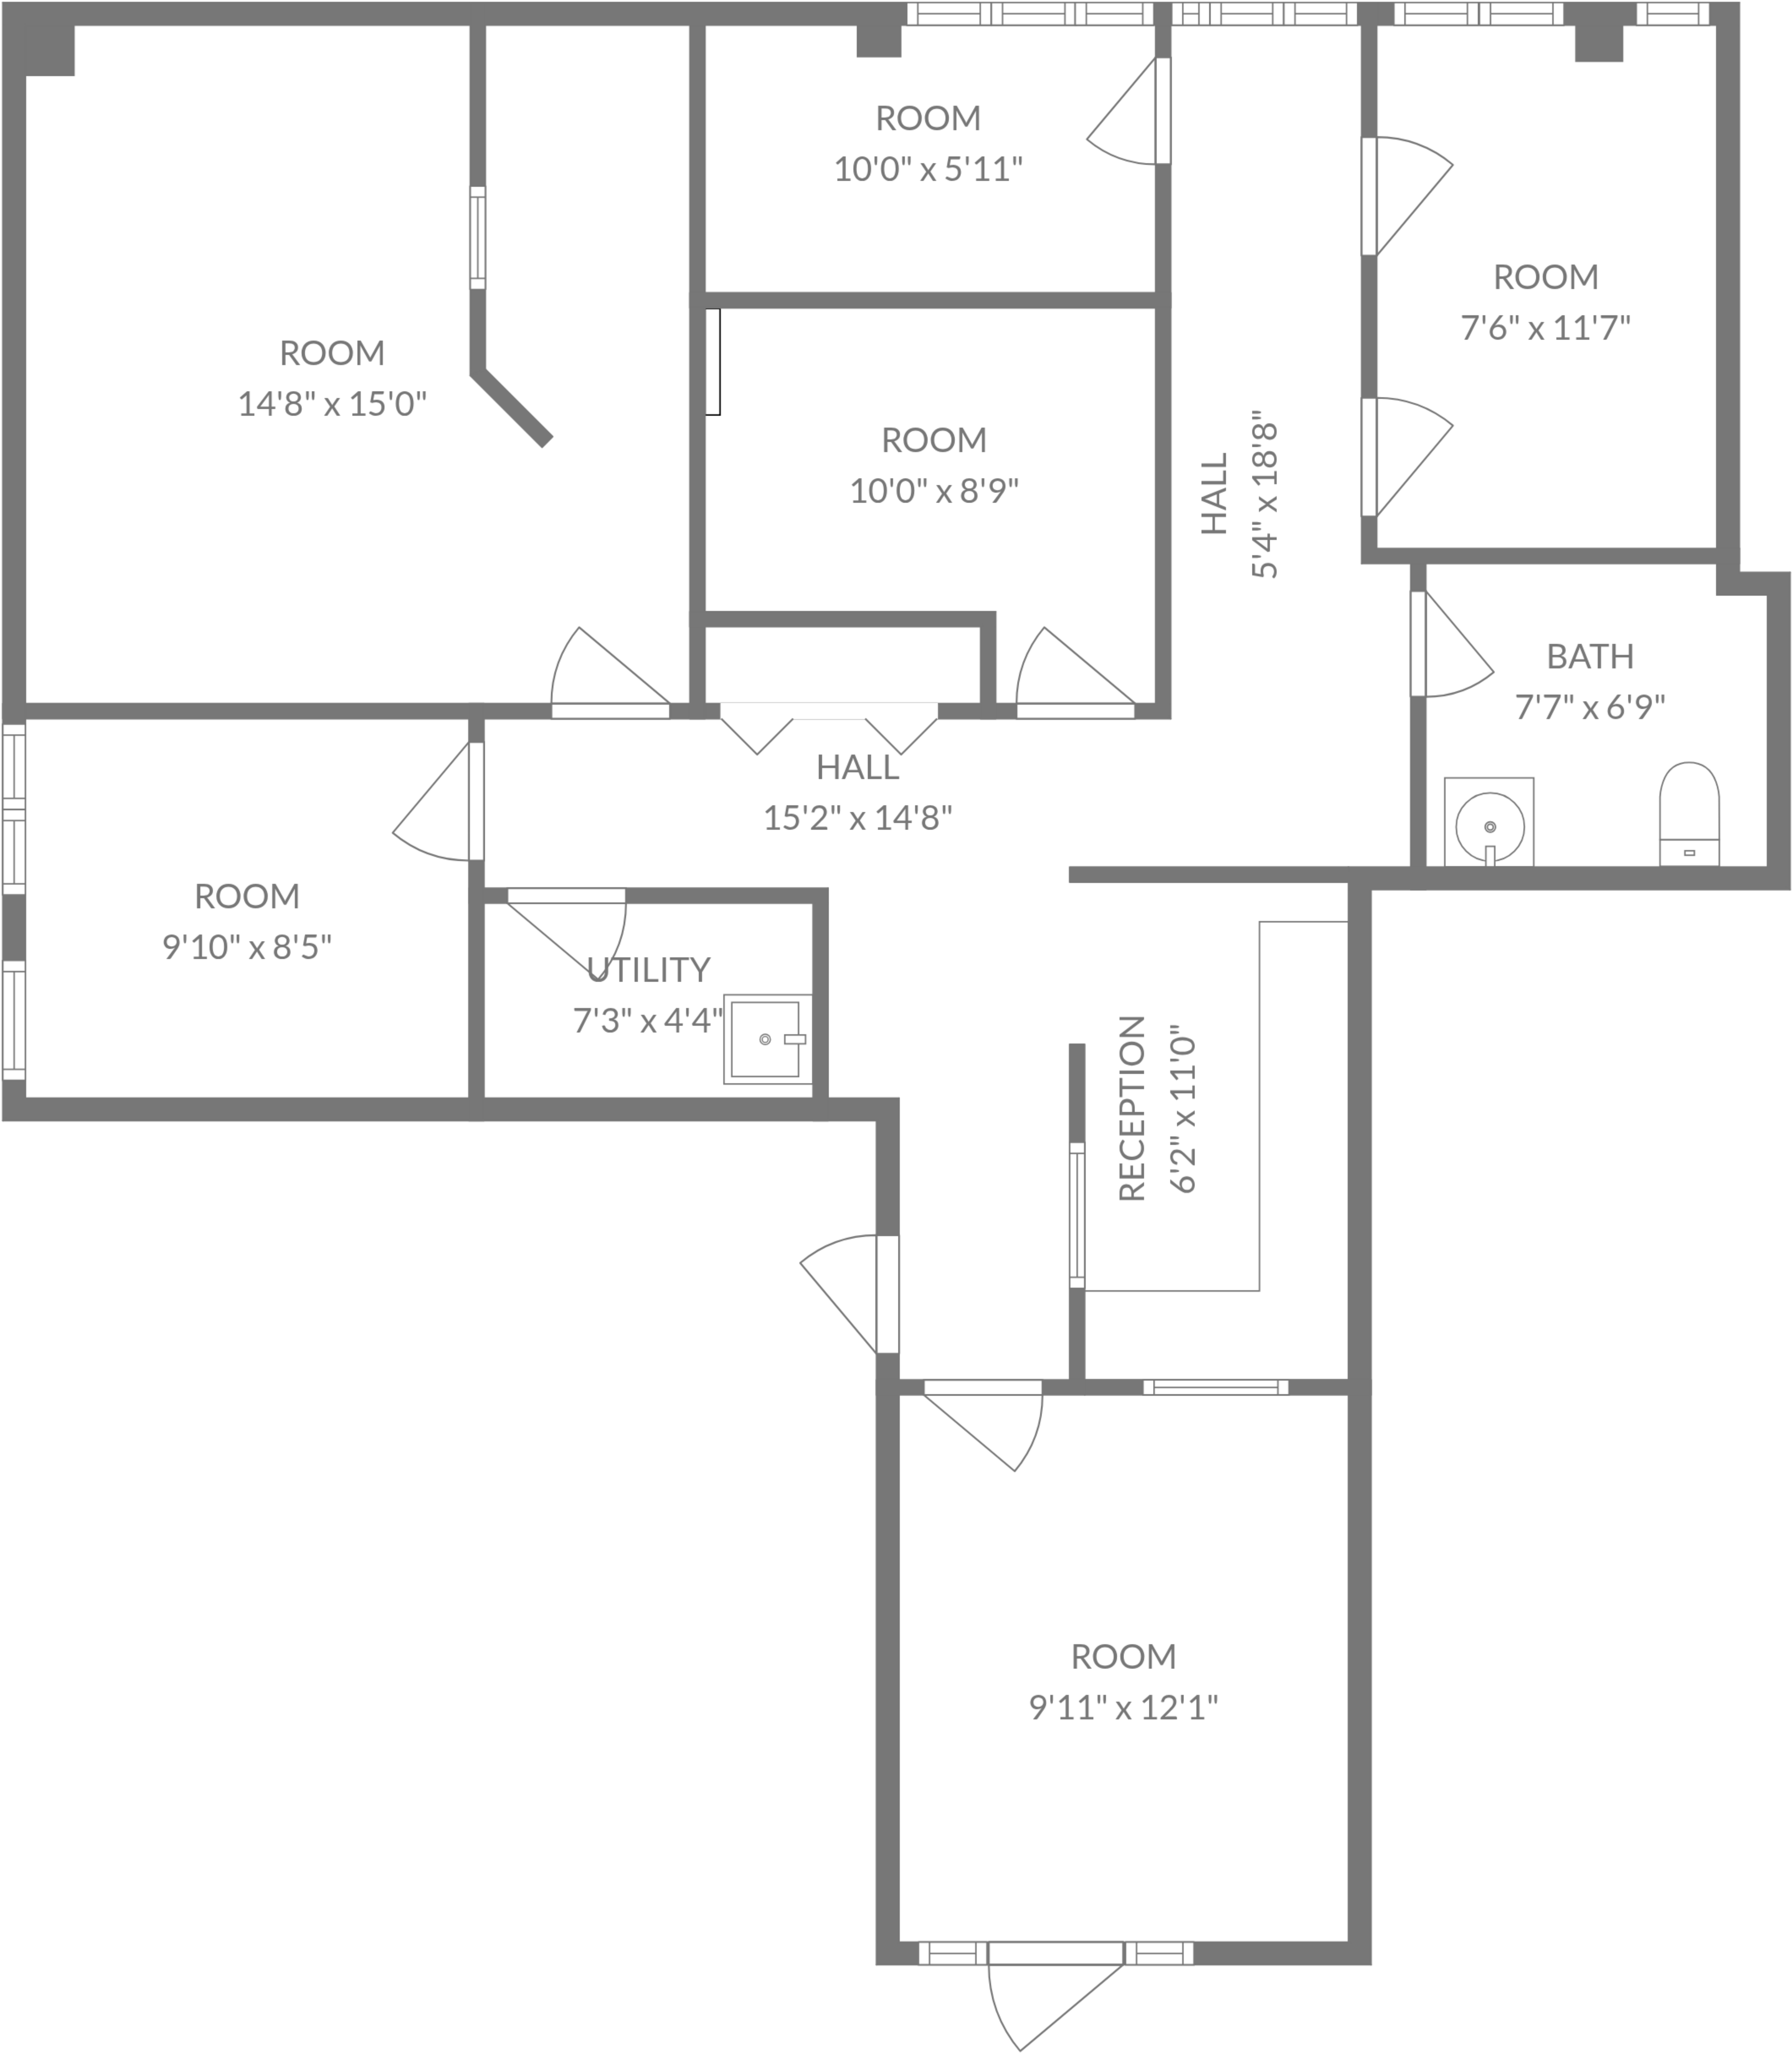 ROOM
10'0" x 5'11"
ROOM
7'6" x 11'7"
ROOM
14'8" x 15'0"
ROOM
10'0" x 8'9"
HALL
5'4" x 18'8"
BATH
7'7" x 6'9"
HALL
15'2" x 14'8"
ROOM
9'10" x 8'5"
UTILITY
7'3" x 4'4"
RECEPTION
6'2" x 11'0"
ROOM
9'11" x 12'1"